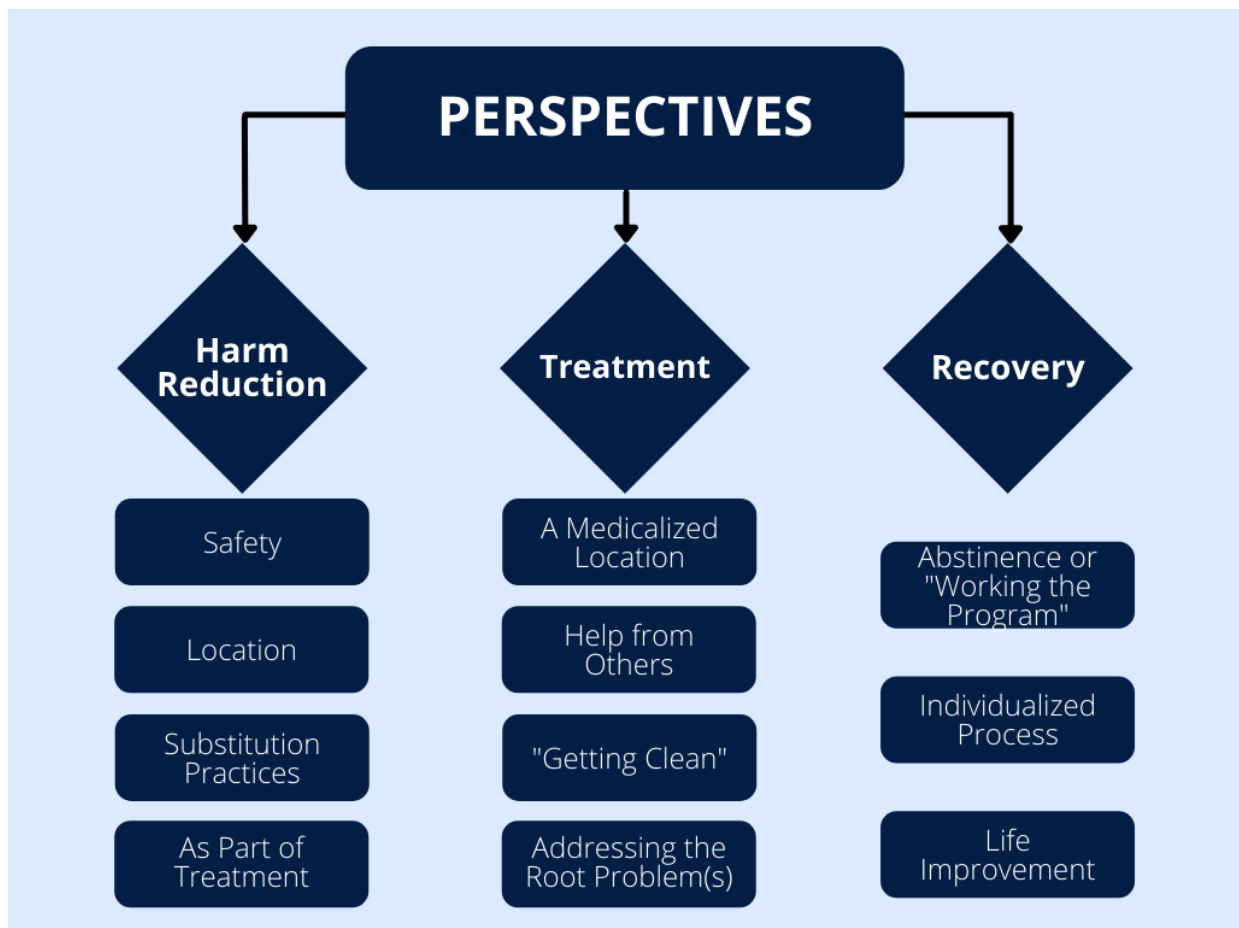 PERSPECTIVES
Harm
Reduction
Safety
Location
Substitution
Practices
As Part of
Treatment
Treatment
A Medicalized
Location
Help from
Others
"Getting Clean"
Addressing the
Root Problem(s)
Recovery
Abstinence or
"Working the
Program"
Individualized
Process
Life
Improvement